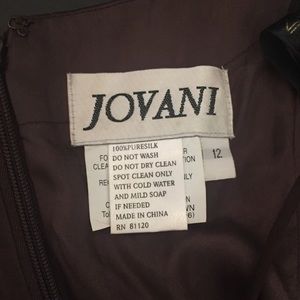 JOVANI
12
100%PURESILK
DO NOT WASH
DO NOT DRY CLEAN
SPOT CLEAN ONLY
WITH COLD WATER
AND MILD SOAP
IF NEEDED
MADE IN CHINA
RN 81120